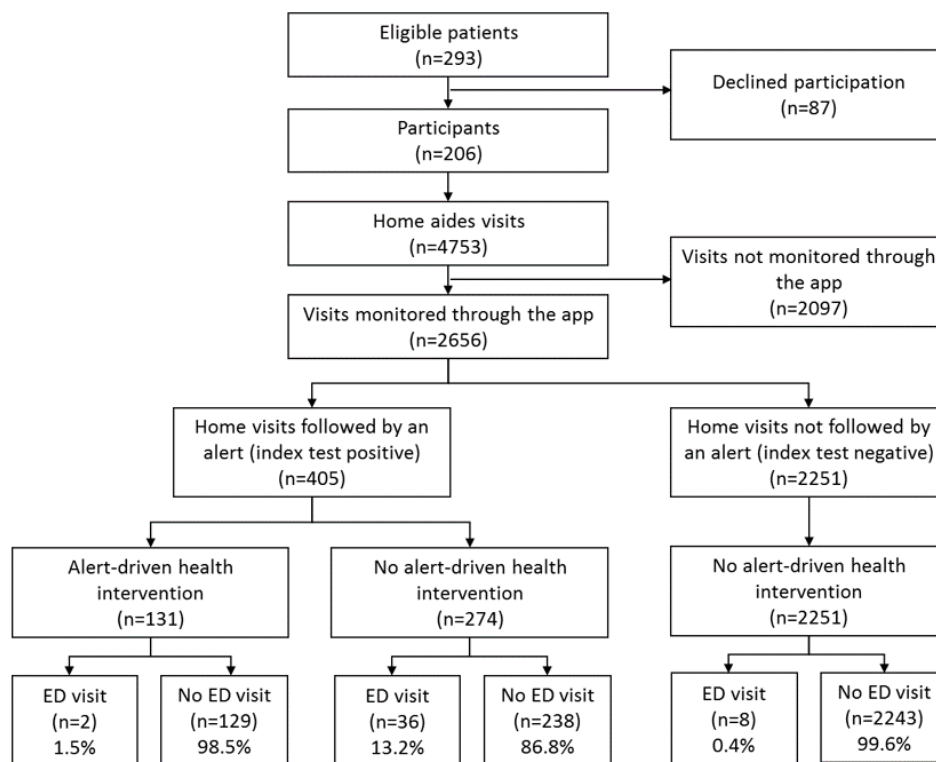 Eligible patients
(n=293)
Declined participation
(n=87)
Participants
(n=206)
Home aides visits
(n=4753)
Visits not monitored through
the app
(n=2097)
Visits monitored through the app
(n=2656)
Home visits followed by an
alert (index test positive)
(n=405)
Home visits not followed by
an alert (index test negative)
(n=2251)
Alert-driven health
intervention
(n=131)
No alert-driven health
intervention
(n=274)
No alert-driven health
intervention
(n=2251)
ED visit
(n=2)
1.5%
No ED visit
(n=129)
98.5%
ED visit
(n=36)
13.2%
No ED visit
(n=238)
86.8%
ED visit
(n=8)
0.4%
No ED visit
(n=2243)
99.6%